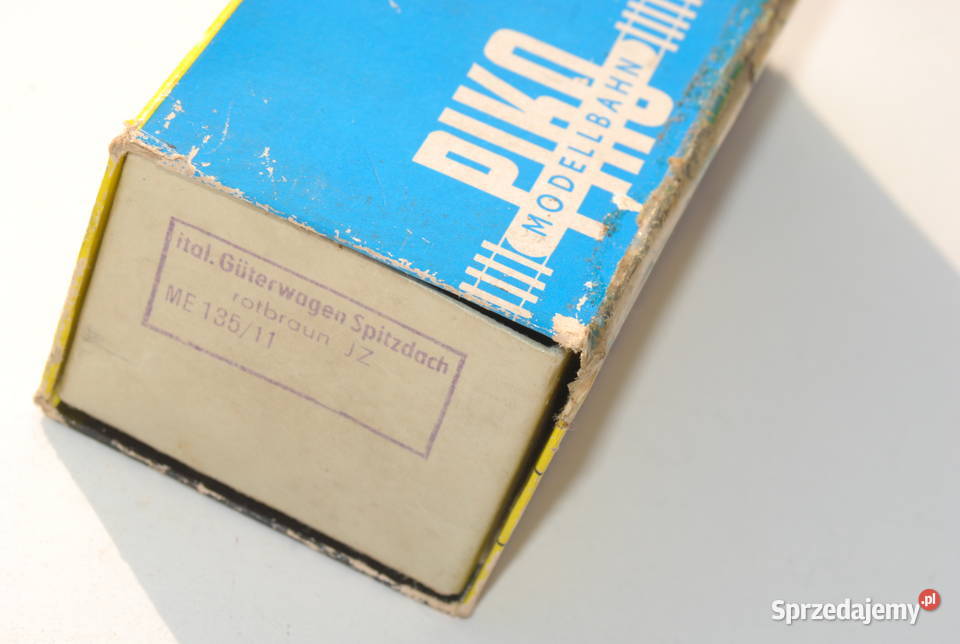 PIKO
MODELLBAHN
ital. Güterwagen Spitzdach
rotbraun JZ
ME 135/11
Sprzedajemy.pl